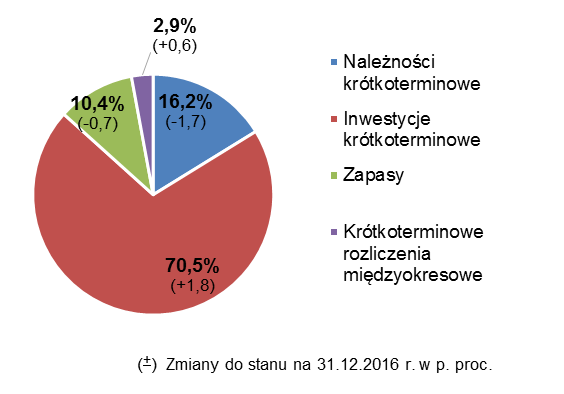 2,9%
(+0,6)
10,4%
(-0,7)
16,2%
(-1,7)
70,5%
(+1,8)
Należności
krótkoterminowe
Inwestycje
krótkoterminowe
Zapasy
Krótkoterminowe
rozliczenia
międzyokresowe
(±) Zmiany do stanu na 31.12.2016 r. w p. proc.